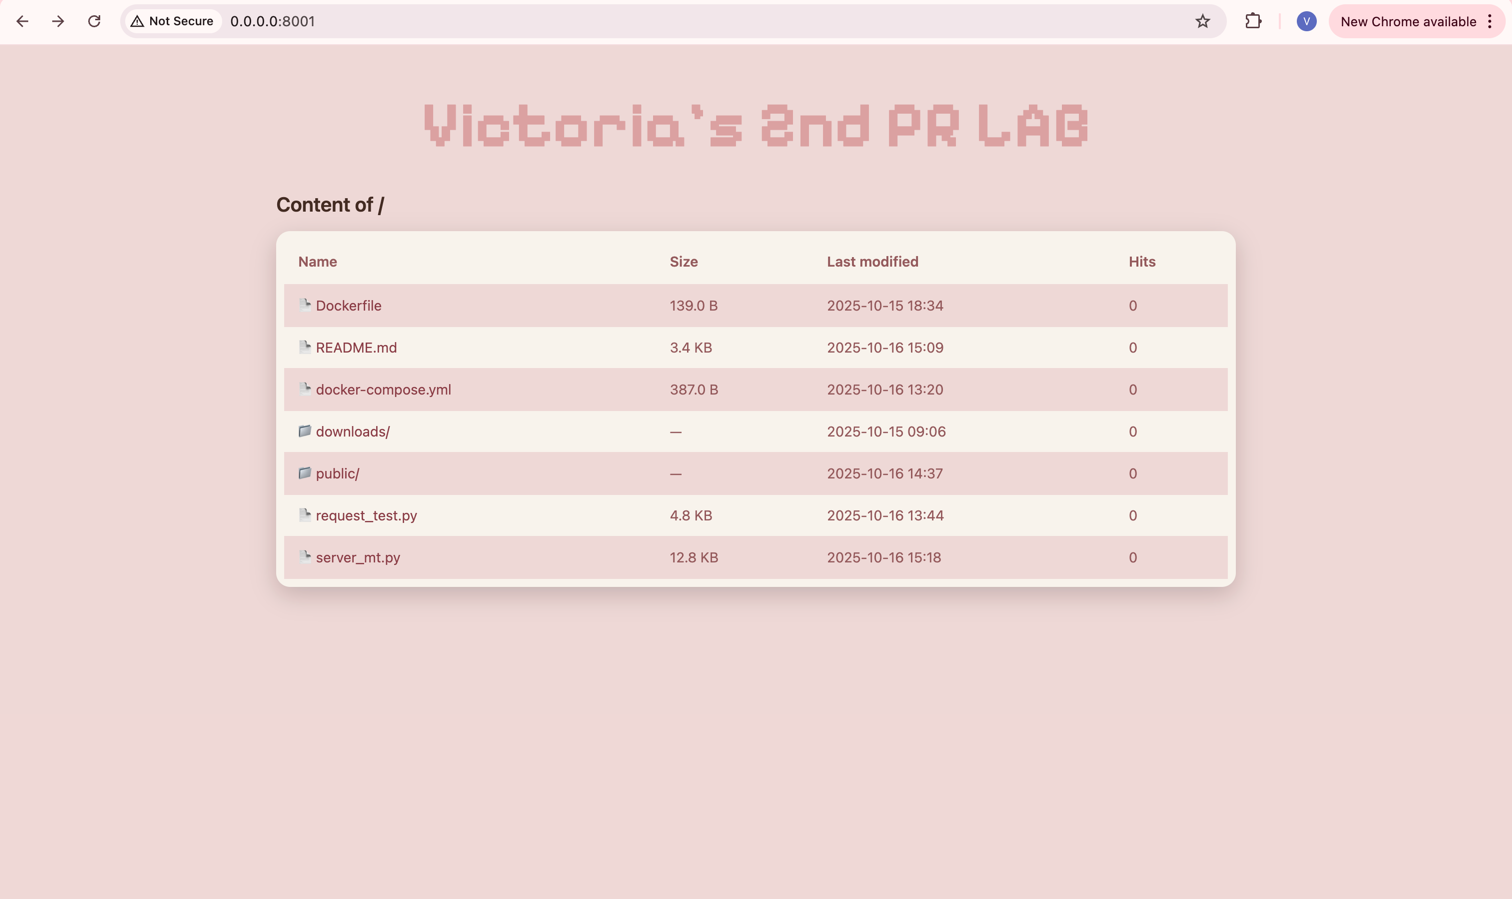 Not Secure 0.0.0.0:8001 V New Chrome available
Victoria's 2nd PR LAB
Content of /
Name Size Last modified Hits
Dockerfile 139.0 B 2025-10-15 18:34 0
README.md 3.4 KB 2025-10-16 15:09 0
docker-compose.yml 387.0 B 2025-10-16 13:20 0
downloads/ — 2025-10-15 09:06 0
public/ — 2025-10-16 14:37 0
request_test.py 4.8 KB 2025-10-16 13:44 0
server_mt.py 12.8 KB 2025-10-16 15:18 0